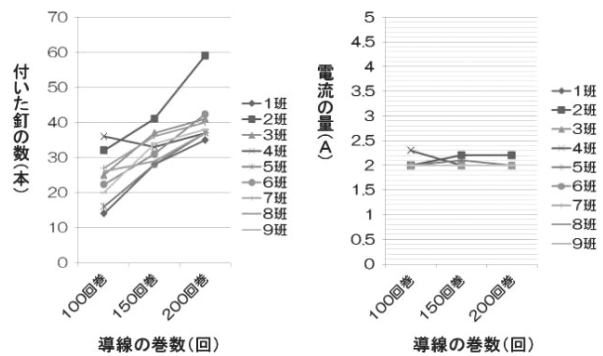 付いた釘の数(本)
70
60
50
40
30
20
10
0
100回巻
150回巻
200回巻
導線の巻数(回)
1班
2班
3班
4班
5班
6班
7班
8班
9班
電流の量(A)
5
4.5
4
3.5
3
2.5
2
1.5
1
0.5
0
100回巻
150回巻
200回巻
導線の巻数(回)
1班
2班
3班
4班
5班
6班
7班
8班
9班